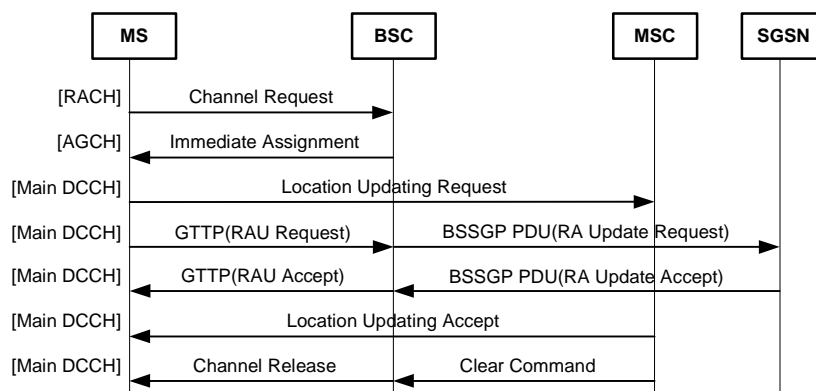 MS BSC MSC SGSN
[RACH] Channel Request
[AGCH] Immediate Assignment
[Main DCCH] Location Updating Request
[Main DCCH] GTTP(RAU Request) BSSGP PDU(RA Update Request)
[Main DCCH] GTTP(RAU Accept) BSSGP PDU(RA Update Accept)
[Main DCCH] Location Updating Accept
[Main DCCH] Channel Release Clear Command